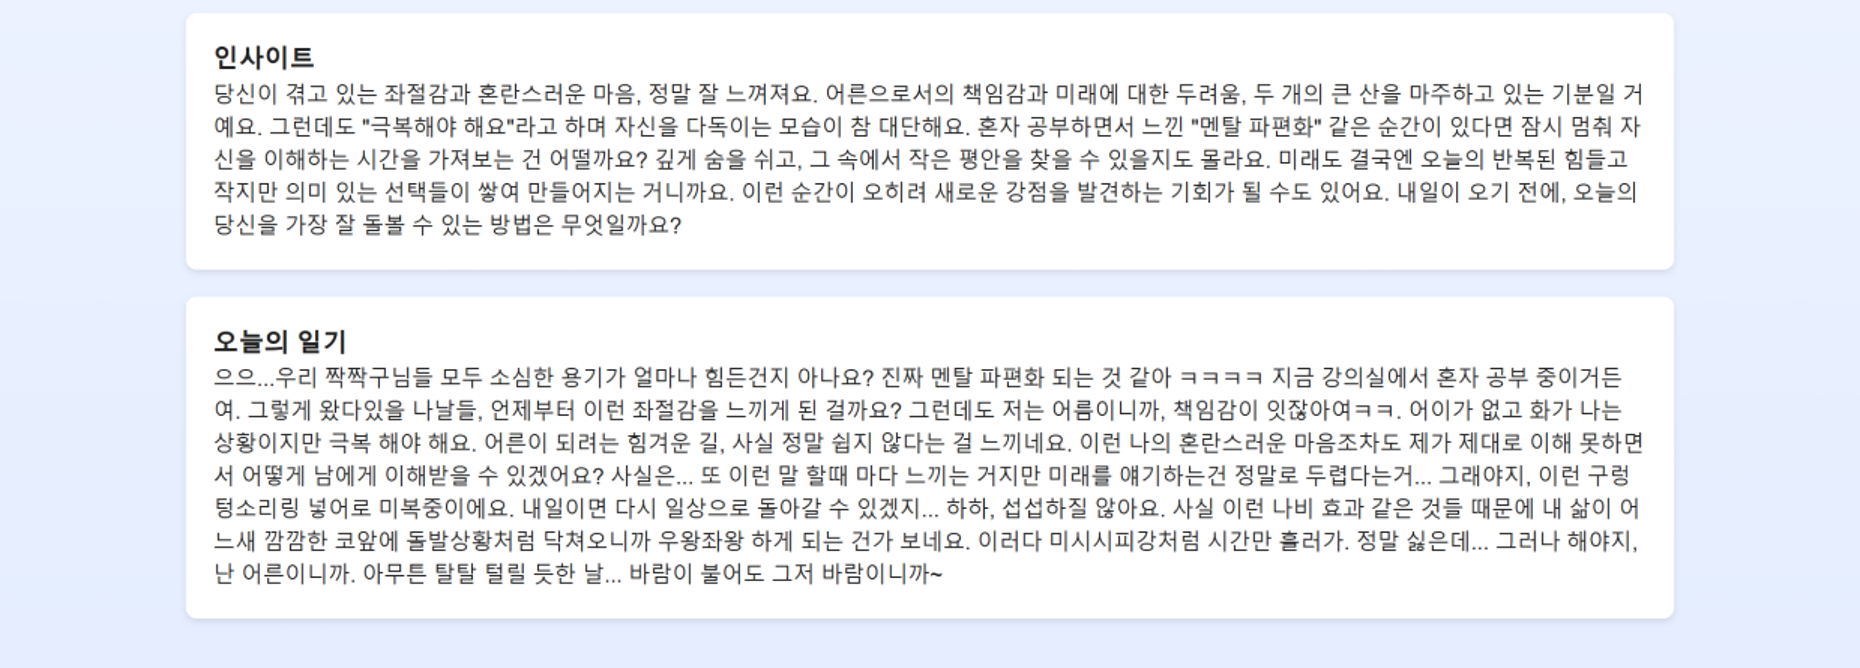 인사이트
당신이 겪고 있는 좌절감과 혼란스러운 마음, 정말 잘 느껴져요. 어른으로서의 책임감과 미래에 대한 두려움, 두 개의 큰 산을 마주하고 있는 기분일 거
예요. 그런데도 "극복해야 해요"라고 하며 자신을 다독이는 모습이 참 대단해요. 혼자 공부하면서 느낀 "멘탈 파편화" 같은 순간이 있다면 잠시 멈춰 자
신을 이해하는 시간을 가져보는 건 어떨까요? 깊게 숨을 쉬고, 그 속에서 작은 평안을 찾을 수 있을지도 몰라요. 미래도 결국엔 오늘의 반복된 힘들고
작지만 의미 있는 선택들이 쌓여 만들어지는 거니까요. 이런 순간이 오히려 새로운 강점을 발견하는 기회가 될 수도 있어요. 내일이 오기 전에, 오늘의
당신을 가장 잘 돌볼 수 있는 방법은 무엇일까요?
오늘의 일기
으으...우리 짝짝구님들 모두 소심한 용기가 얼마나 힘든건지 아나요? 진짜 멘탈 파편화 되는 것 같아 ㅋㅋㅋㅋ 지금 강의실에서 혼자 공부 중이거든
여. 그렇게 왔다있을 나날들, 언제부터 이런 좌절감을 느끼게 된 걸까요? 그런데도 저는 어름이니까, 책임감이 잇잖아여ㅋㅋ. 어이가 없고 화가 나는
상황이지만 극복 해야 해요. 어른이 되려는 힘겨운 길, 사실 정말 쉽지 않다는 걸 느끼네요. 이런 나의 혼란스러운 마음조차도 제가 제대로 이해 못하면
서 어떻게 남에게 이해받을 수 있겠어요? 사실은... 또 이런 말 할때 마다 느끼는 거지만 미래를 얘기하는건 정말로 두렵다는거... 그래야지, 이런 구렁
텅소리링 넣어로 미복중이에요. 내일이면 다시 일상으로 돌아갈 수 있겠지... 하하, 섭섭하질 않아요. 사실 이런 나비 효과 같은 것들 때문에 내 삶이 어
느새 깜깜한 코앞에 돌발상황처럼 닥쳐오니까 우왕좌왕 하게 되는 건가 보네요. 이러다 미시시피강처럼 시간만 흘러가. 정말 싫은데... 그러나 해야지,
난 어른이니까. 아무튼 탈탈 털릴 듯한 날... 바람이 불어도 그저 바람이니까~